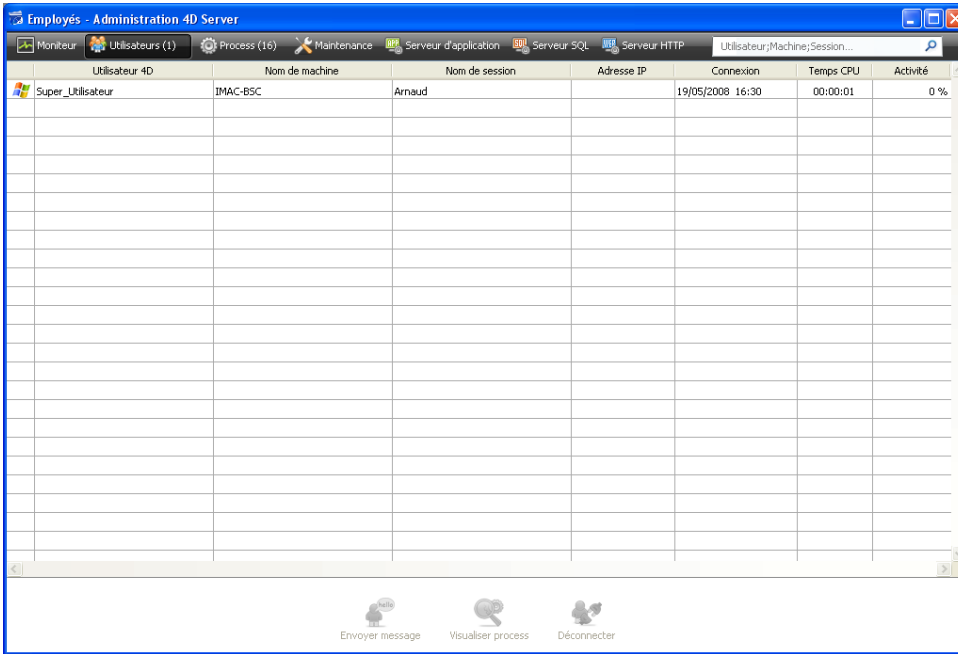 Employés - Administration 4D Server
Moniteur Utilisateurs (1) Process (16) Maintenance Serveur d'application Serveur SQL Serveur HTTP Utilisateur;Machine;Session...
Utilisateur 4D Nom de machine Nom de session Adresse IP Connexion Temps CPU Activité
Super_Utilisateur IMAC-BSC Arnaud 19/05/2008 16:30 00:00:01 0 %
hello
Envoyer message Visualiser process Déconnecter